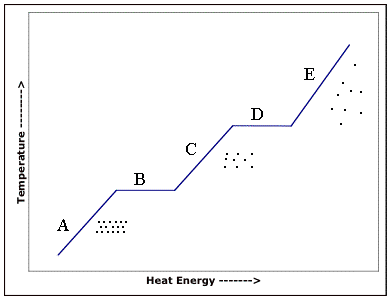 E
D
C
B
A
Temperature -------->
Heat Energy ------->